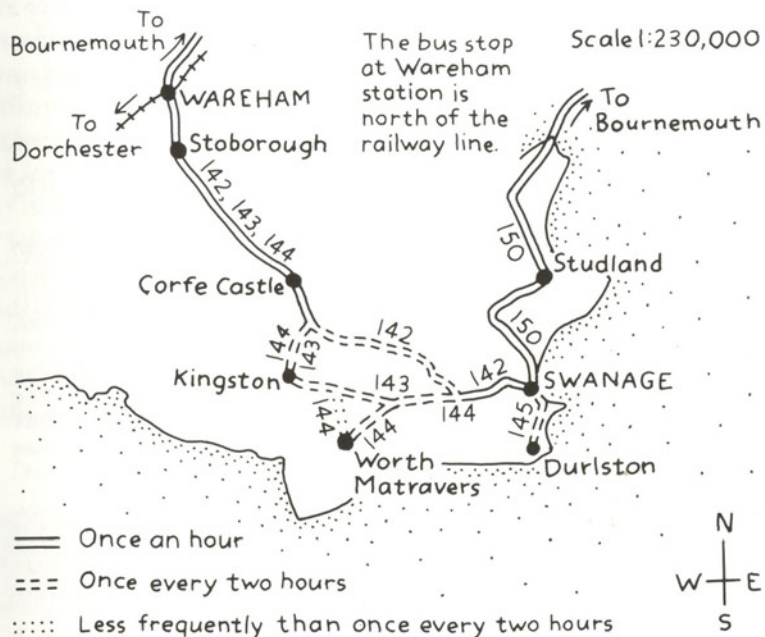 To
Bournemouth
The bus stop
at Wareham
station is
north of the
railway line.
Scale 1:230,000
WAREHAM
To
Dorchester
Stoborough
To
Bournemouth
142, 143, 144
150
Studland
Corfe Castle
150
144
143
142
Kingston
143
142
SWANAGE
144
144
144
145
Worth
Matravers
Durlston
Once an hour
Once every two hours
Less frequently than once every two hours
N
W E
S